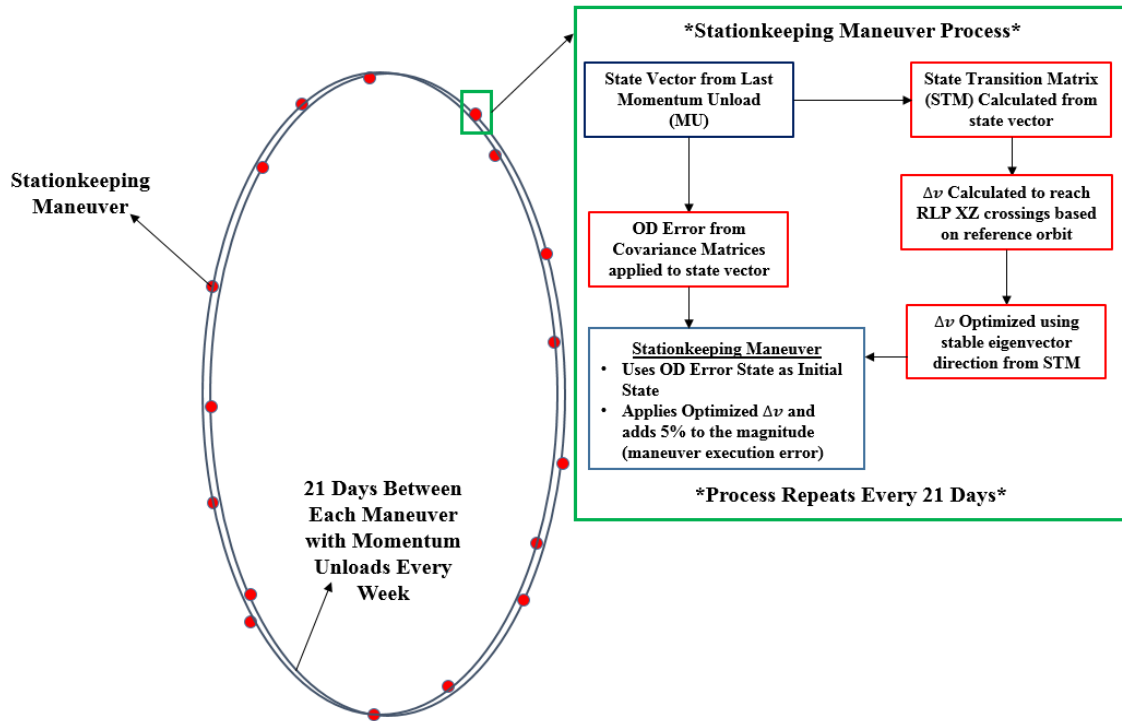 *Stationkeeping Maneuver Process*
State Vector from Last
Momentum Unload
(MU)
State Transition Matrix
(STM) Calculated from
state vector
Stationkeeping
Maneuver
OD Error from
Covariance Matrices
applied to state vector
Δv Calculated to reach
RLP XZ crossings based
on reference orbit
Δv Optimized using
stable eigenvector
direction from STM
Stationkeeping Maneuver
• Uses OD Error State as Initial
State
• Applies Optimized Δv and
adds 5% to the magnitude
(maneuver execution error)
*Process Repeats Every 21 Days*
21 Days Between
Each Maneuver
with Momentum
Unloads Every
Week